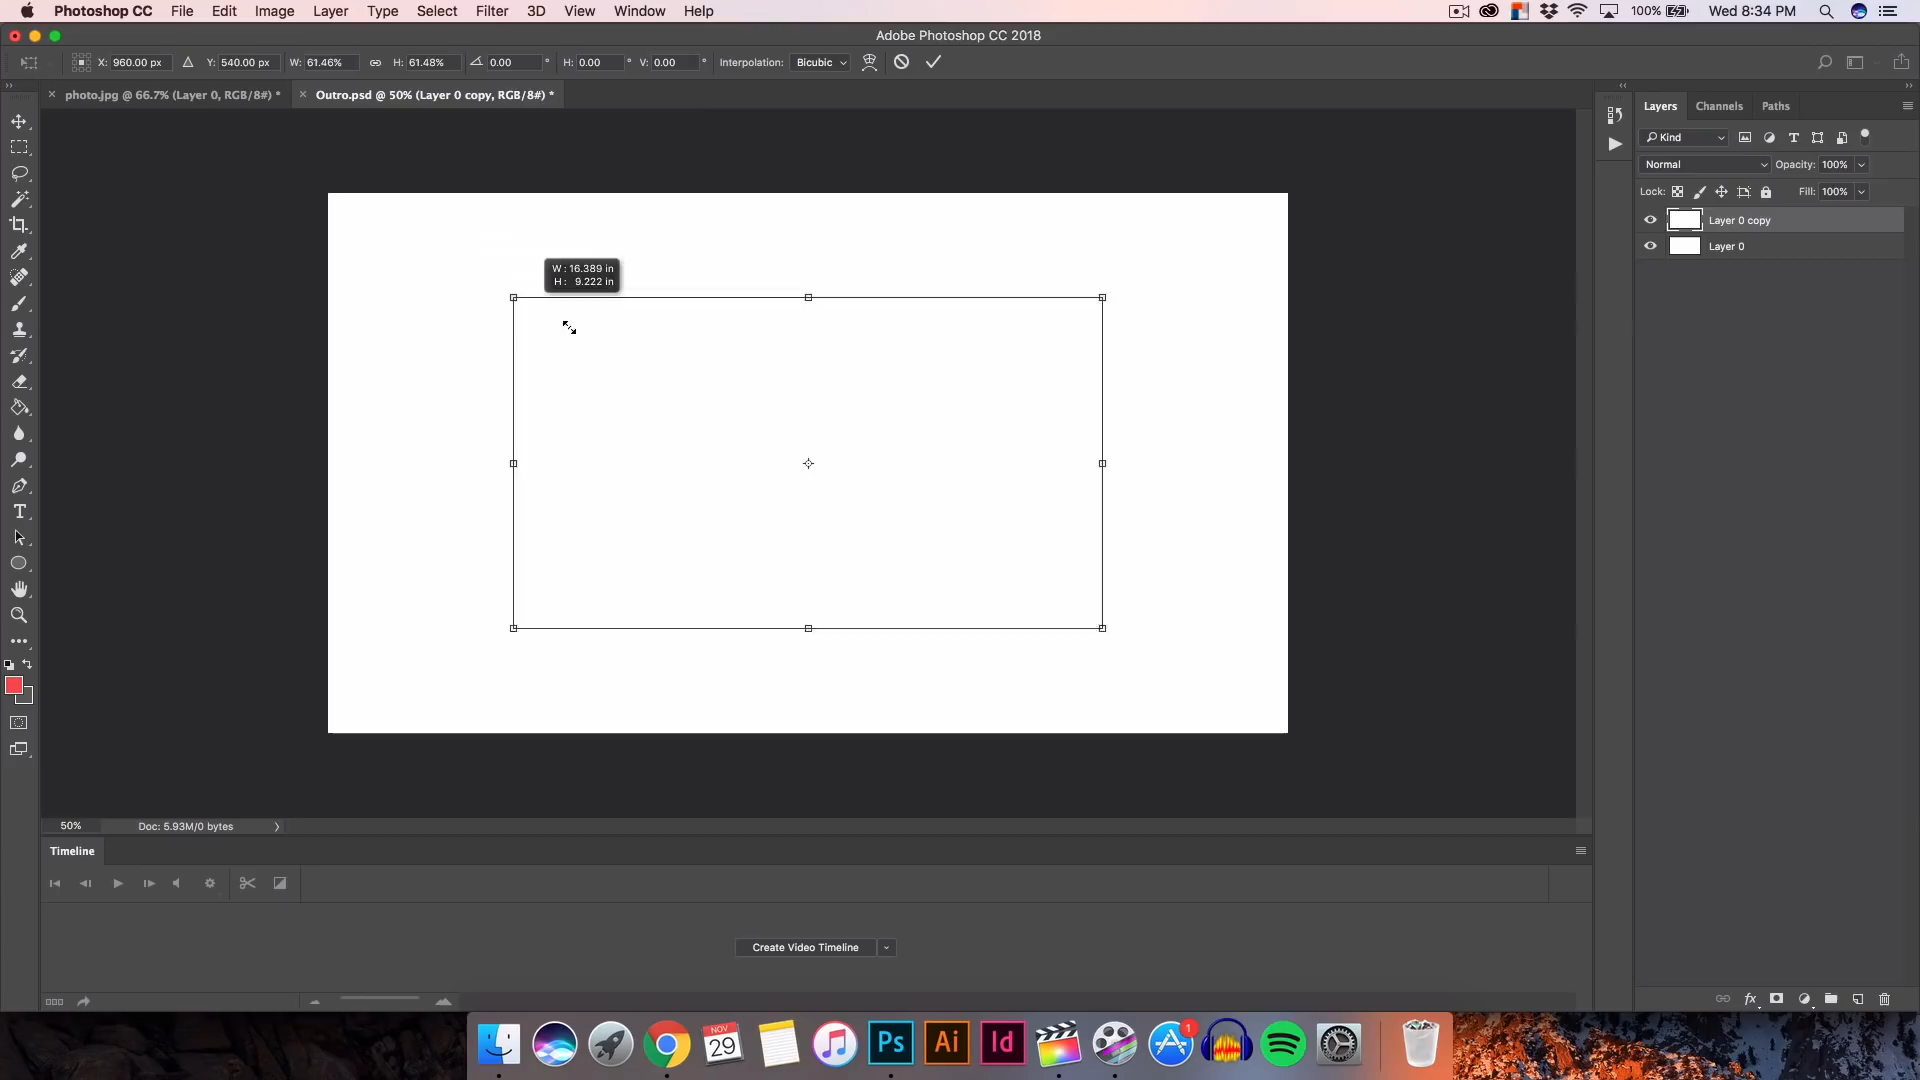 Photoshop CC File Edit Image Layer Type Select Filter 3D View Window Help 100% Wed 8:34 PM
Adobe Photoshop CC 2018
X: 960.00 px Y: 540.00 px W: 61.46% H: 61.48% 0.00 ° H: 0.00 ° V: 0.00 ° Interpolation: Bicubic
photo.jpg @ 66.7% (Layer 0, RGB/8#) * Outro.psd @ 50% (Layer 0 copy, RGB/8#) *
Layers Channels Paths
Kind
Normal Opacity: 100%
Lock: Fill: 100%
Layer 0 copy
Layer 0
W : 16.389 in
H : 9.222 in
50% Doc: 5.93M/0 bytes
Timeline
Create Video Timeline
NOV
29
Ps Ai Id 1